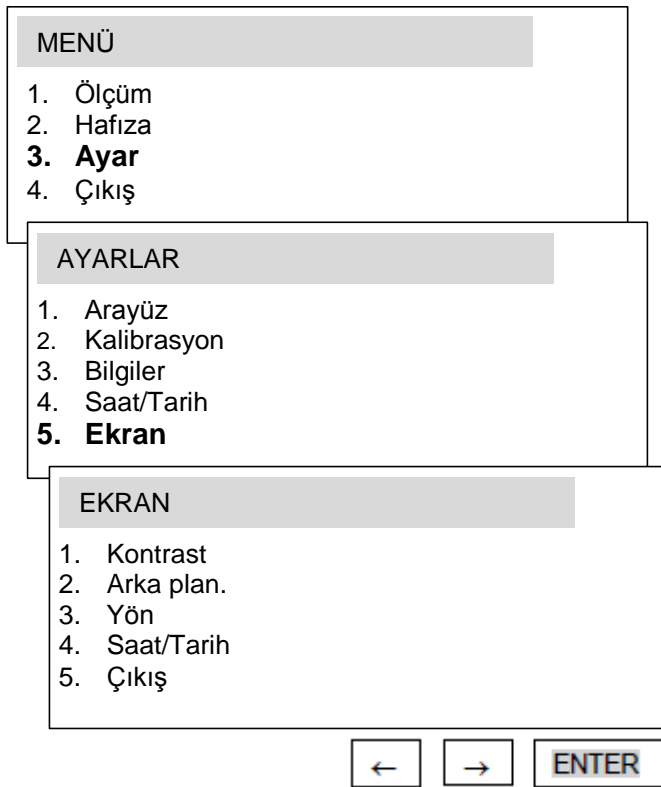 MENÜ
1. Ölçüm
2. Hafıza
3. Ayar
4. Çıkış
AYARLAR
1. Arayüz
2. Kalibrasyon
3. Bilgiler
4. Saat/Tarih
5. Ekran
EKRAN
1. Kontrast
2. Arka plan.
3. Yön
4. Saat/Tarih
5. Çıkış
← → ENTER